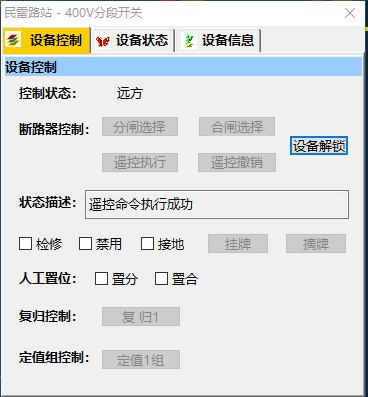 民雷路站 - 400V分段开关
设备控制 设备状态 设备信息
设备控制
控制状态： 远方
断路器控制： 分闸选择 合闸选择
设备解锁
遥控执行 遥控撤销
状态描述： 遥控命令执行成功
检修 禁用 接地 挂牌 摘牌
人工置位： 置分 置合
复归控制： 复 归1
定值组控制： 定值1组